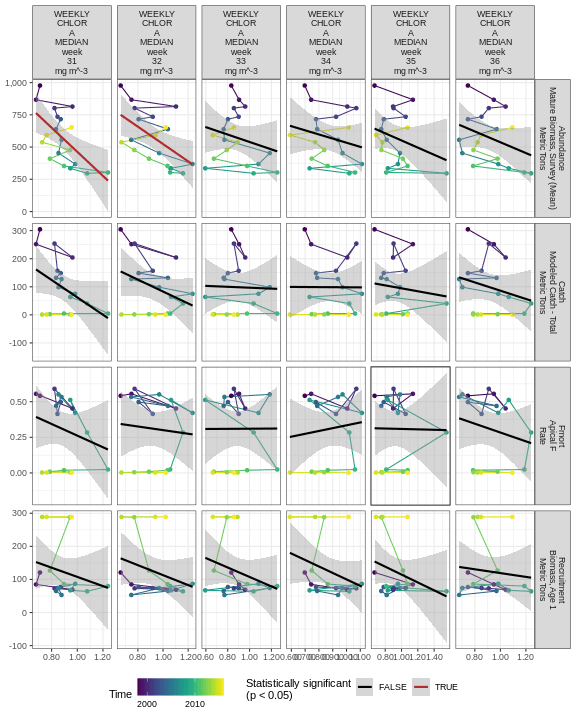 WEEKLY CHLOR A MEDIAN week 31 mg m^-3
WEEKLY CHLOR A MEDIAN week 32 mg m^-3
WEEKLY CHLOR A MEDIAN week 33 mg m^-3
WEEKLY CHLOR A MEDIAN week 34 mg m^-3
WEEKLY CHLOR A MEDIAN week 35 mg m^-3
WEEKLY CHLOR A MEDIAN week 36 mg m^-3
1,000
750
500
250
0
Abundance
Mature Biomass, Survey (Mean)
Metric Tons
300
200
100
0
-100
Catch
Modeled Catch - Total
Metric Tons
0.50
0.25
0.00
Fmort
Apical F
Rate
300
200
100
0
-100
Recruitment
Biomass, Age 1
Metric Tons
0.80 1.00 1.20
0.80 1.00 1.20
0.60 0.80 1.00 1.20
0.80 1.00 1.20
Time
2000 2010
Statistically significant
(p < 0.05)
FALSE
TRUE